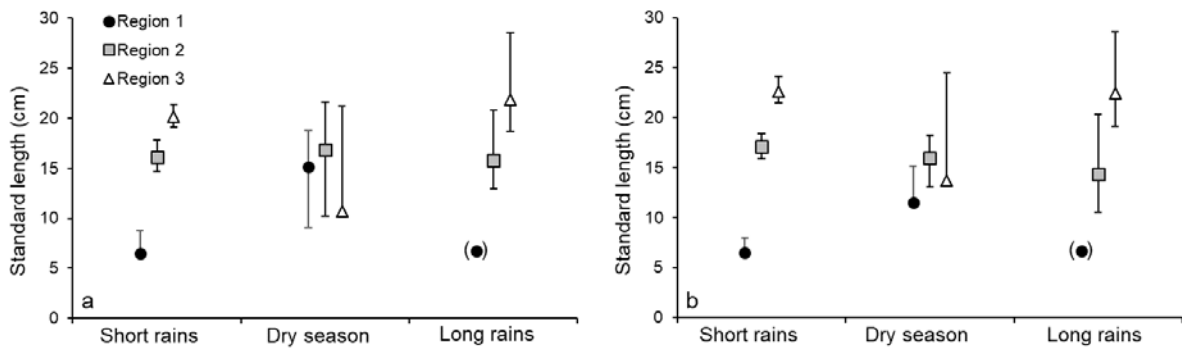 Standard length (cm)
30
25
20
15
10
5
0
Region 1
Region 2
Region 3
( )
a
Short rains Dry season Long rains
Standard length (cm)
30
25
20
15
10
5
0
( )
b
Short rains Dry season Long rains